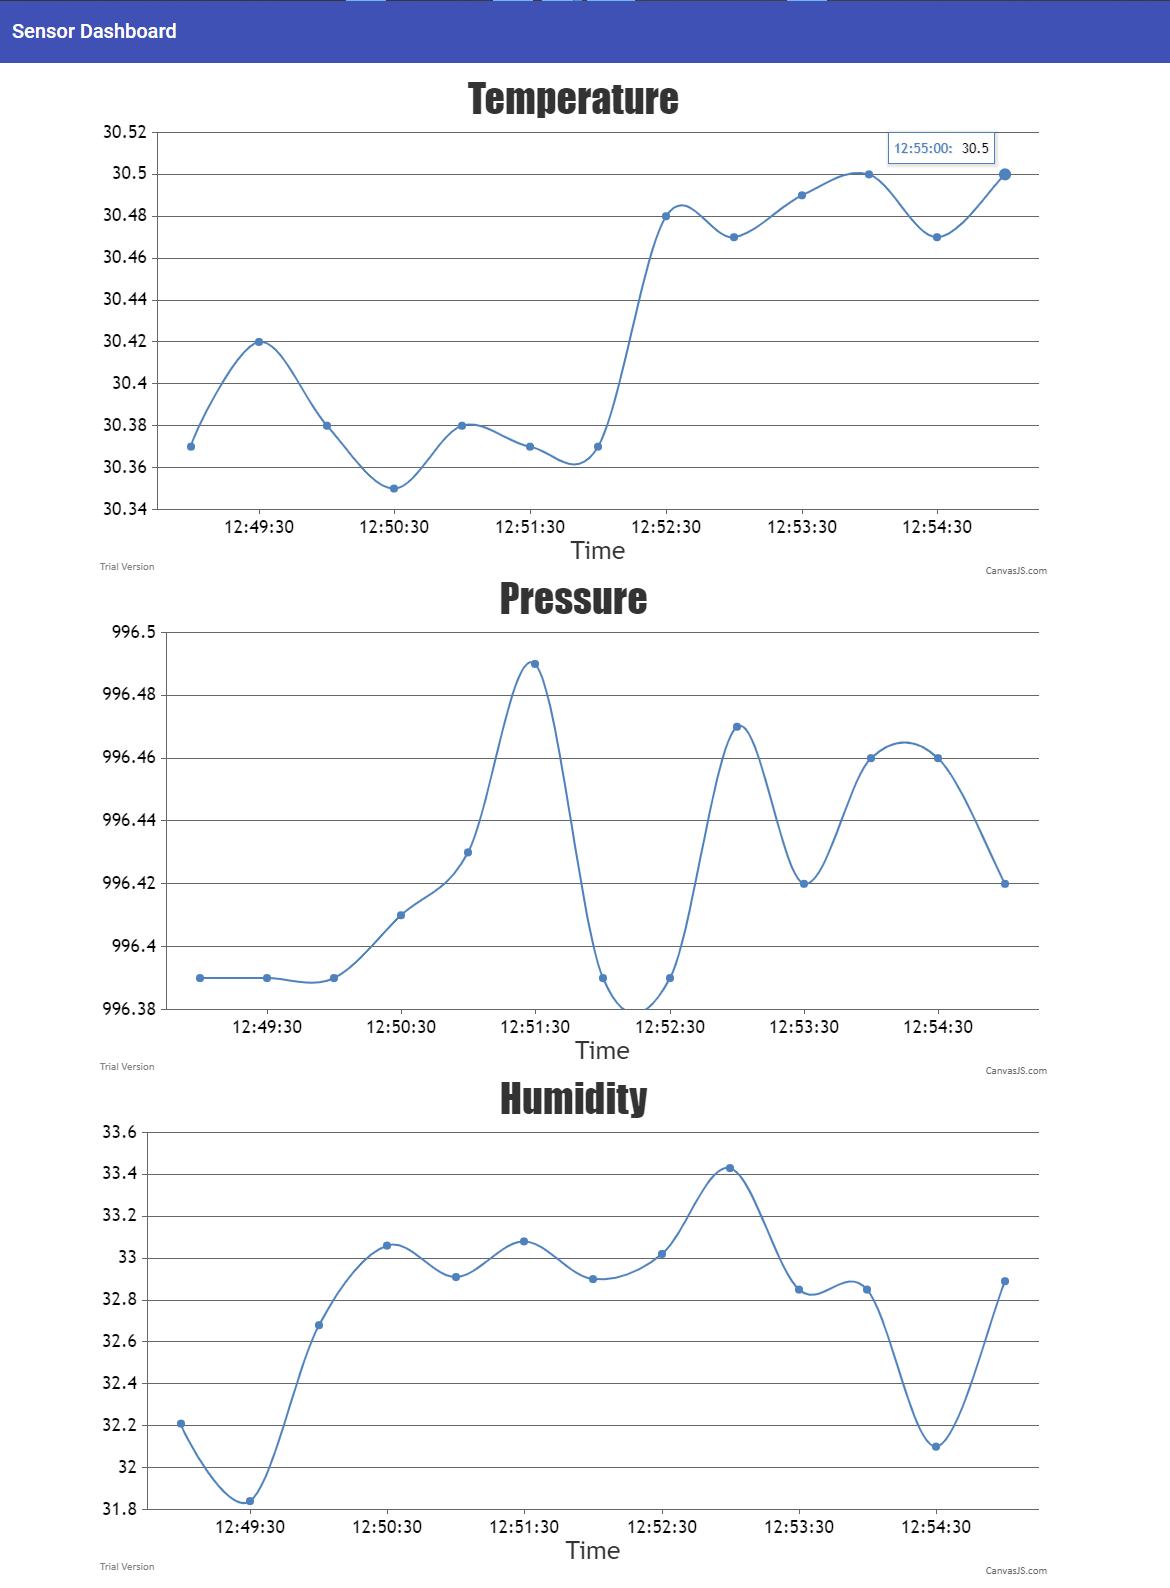 Sensor Dashboard
Temperature
30.52
12:55:00: 30.5
30.5
30.48
30.46
30.44
30.42
30.4
30.38
30.36
30.34
12:49:30 12:50:30 12:51:30 12:52:30 12:53:30 12:54:30
Time
Trial Version CanvasJS.com
Pressure
996.5
996.48
996.46
996.44
996.42
996.4
996.38
12:49:30 12:50:30 12:51:30 12:52:30 12:53:30 12:54:30
Time
Trial Version CanvasJS.com
Humidity
33.6
33.4
33.2
33
32.8
32.6
32.4
32.2
32
31.8
12:49:30 12:50:30 12:51:30 12:52:30 12:53:30 12:54:30
Time
Trial Version CanvasJS.com